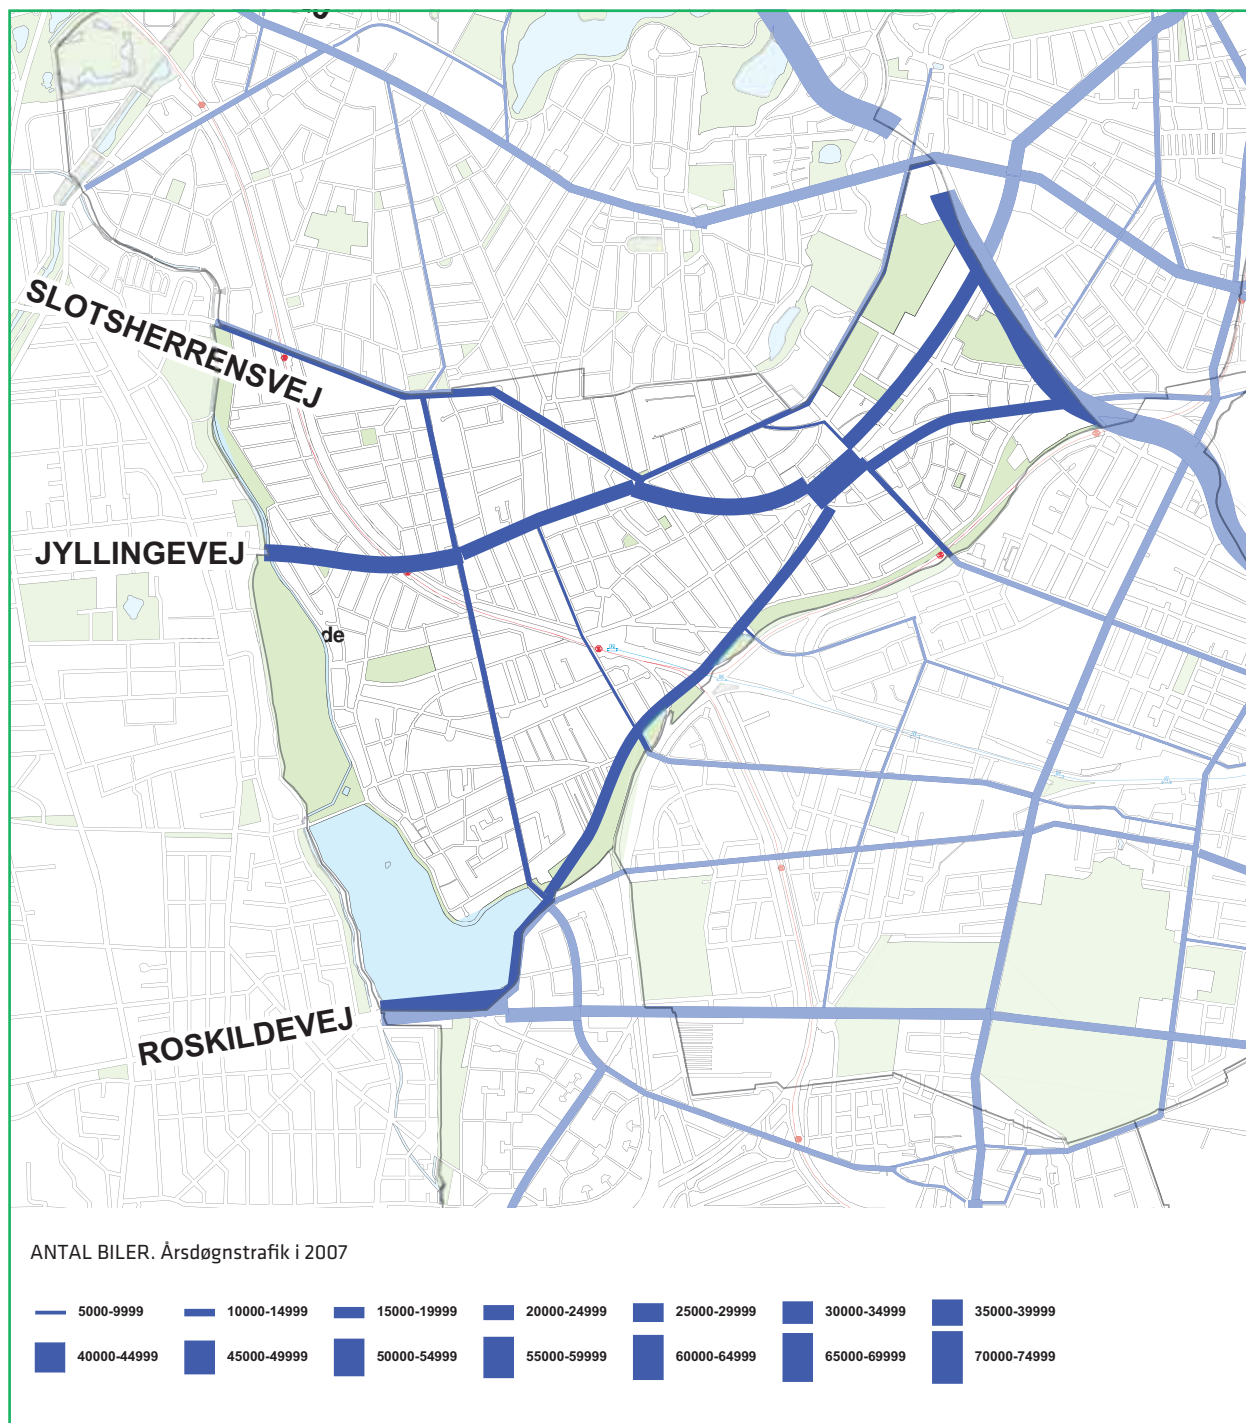 SLOTSHERRENSVEJ
JYLLINGEVEJ
de
ROSKILDEVEJ
ANTAL BILER. Årsdøgnstrafik i 2007
5000-9999 10000-14999 15000-19999 20000-24999 25000-29999 30000-34999 35000-39999
40000-44999 45000-49999 50000-54999 55000-59999 60000-64999 65000-69999 70000-74999